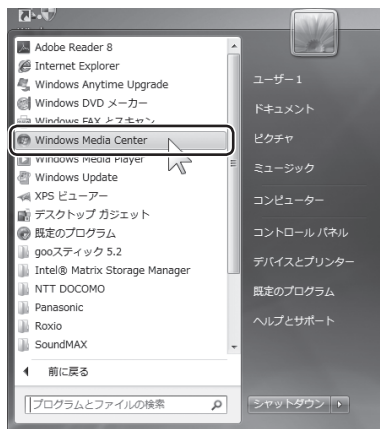 Adobe Reader 8
Internet Explorer
Windows Anytime Upgrade
Windows DVD メーカー
Windows FAX とスキャン
Windows Media Center
Windows Media Player
Windows Update
XPS ビューアー
デスクトップ ガジェット
既定のプログラム
gooスティック 5.2
Intel® Matrix Storage Manager
NTT DOCOMO
Panasonic
Roxio
SoundMAX
前に戻る
プログラムとファイルの検索
ユーザー1
ドキュメント
ピクチャ
ミュージック
コンピューター
コントロール パネル
デバイスとプリンター
既定のプログラム
ヘルプとサポート
シャットダウン